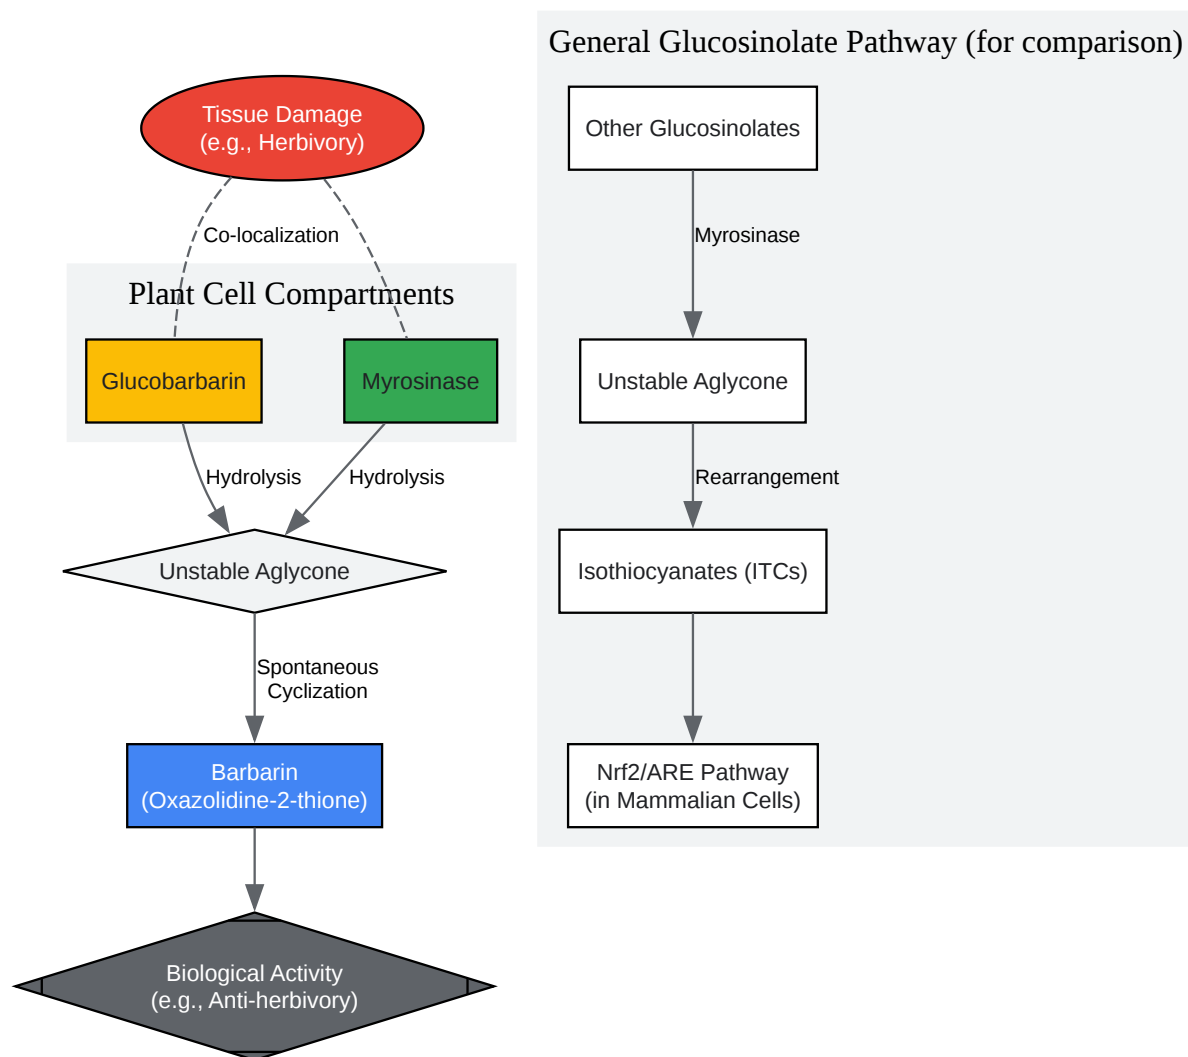 General Glucosinolate Pathway (for comparison)
Tissue Damage
(e.g., Herbivory)
Other Glucosinolates
Co-localization
Myrosinase
Plant Cell Compartments
Glucobarbarin
Myrosinase
Unstable Aglycone
Hydrolysis
Hydrolysis
Rearrangement
Unstable Aglycone
Isothiocyanates (ITCs)
Spontaneous
Cyclization
Barbarin
(Oxazolidine-2-thione)
Nrf2/ARE Pathway
(in Mammalian Cells)
Biological Activity
(e.g., Anti-herbivory)